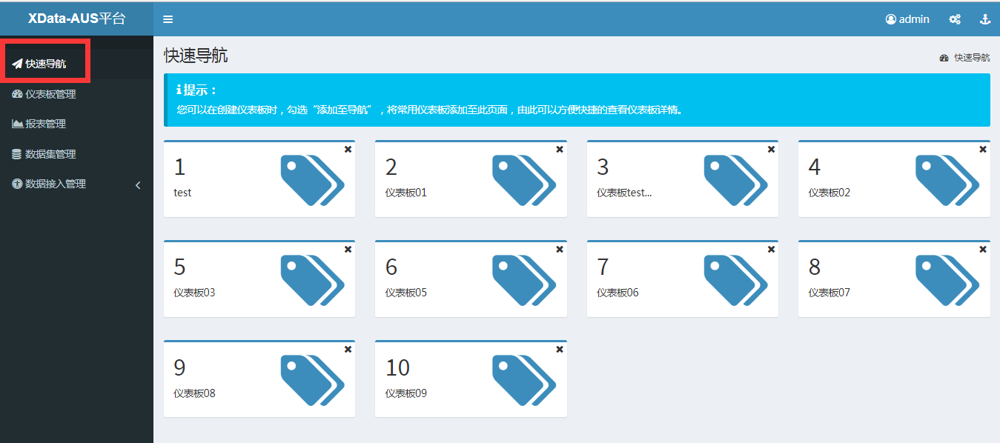 XData-AUS平台
admin
快速导航
仪表板管理
报表管理
数据集管理
数据接入管理
快速导航
快速导航
提示：
您可以在创建仪表板时，勾选“添加至导航”，将常用仪表板添加至此页面，由此可以方便快捷的查看仪表板详情。
1
test
2
仪表板01
3
仪表板test...
4
仪表板02
5
仪表板03
6
仪表板05
7
仪表板06
8
仪表板07
9
仪表板08
10
仪表板09